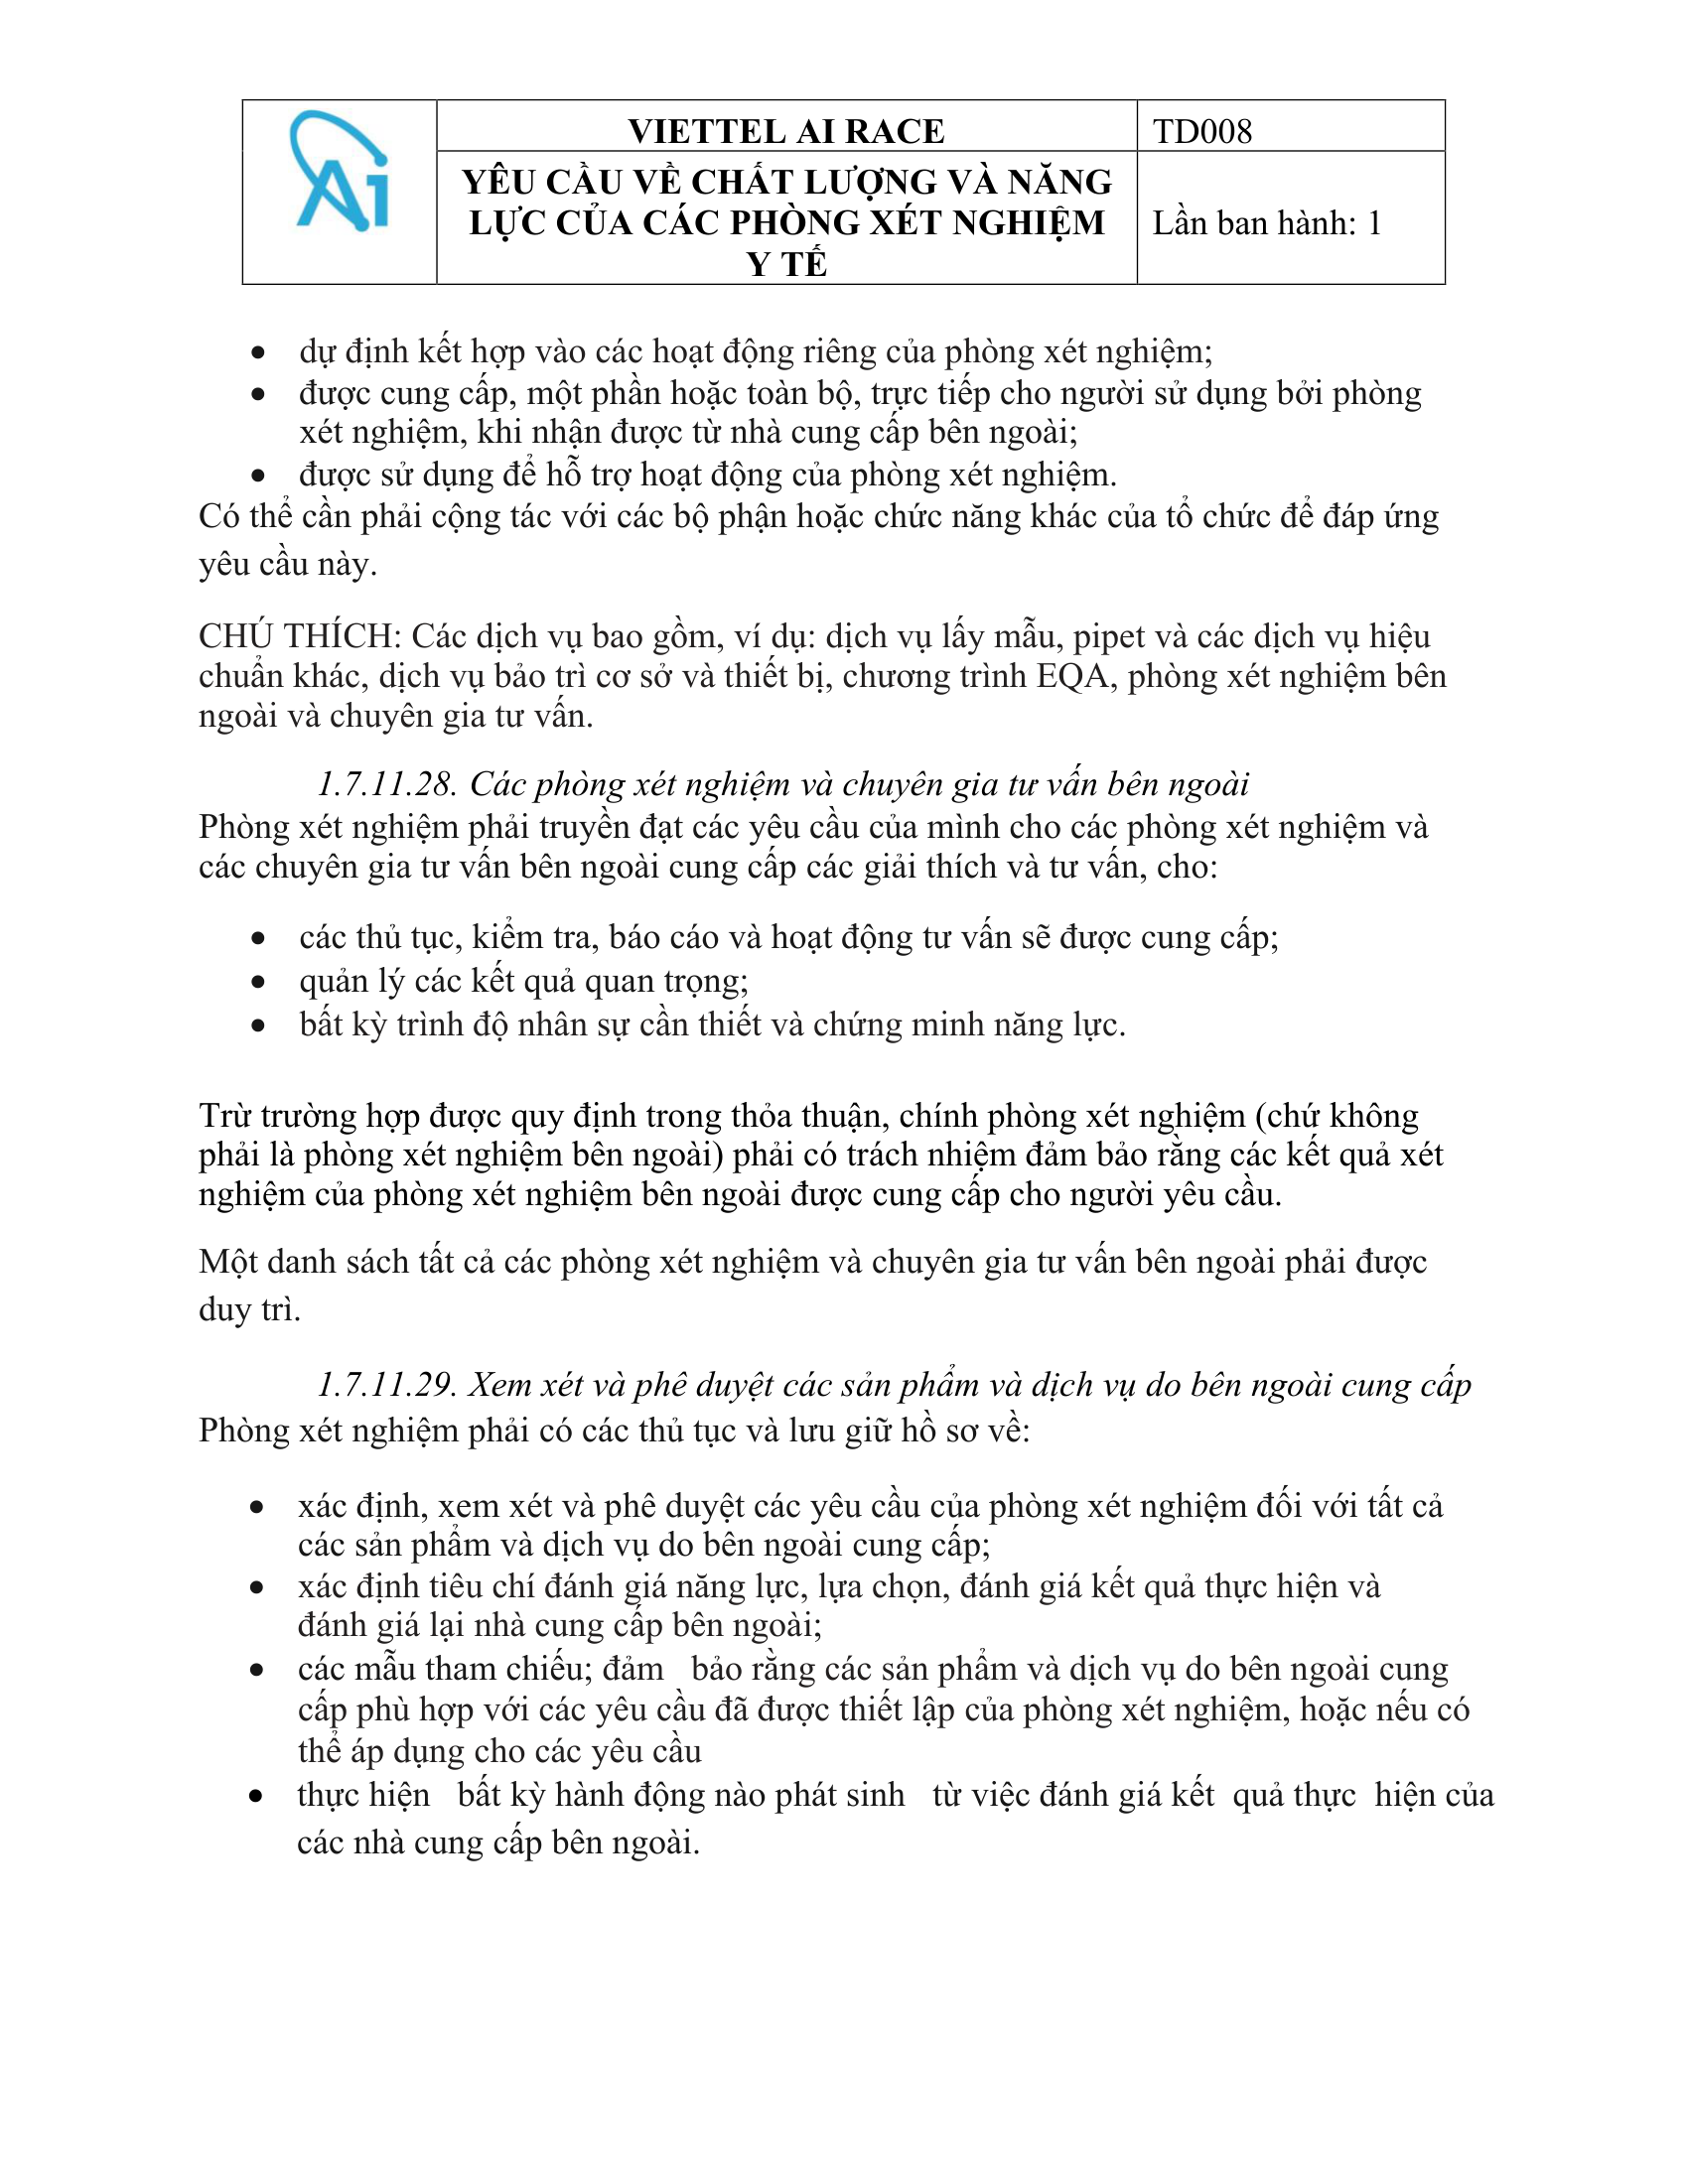 Ai
VIETTEL AI RACE
TD008
YÊU CẦU VỀ CHẤT LƯỢNG VÀ NĂNG
LỰC CỦA CÁC PHÒNG XÉT NGHIỆM
Y TẾ
Lần ban hành: 1
• dự định kết hợp vào các hoạt động riêng của phòng xét nghiệm;
• được cung cấp, một phần hoặc toàn bộ, trực tiếp cho người sử dụng bởi phòng
xét nghiệm, khi nhận được từ nhà cung cấp bên ngoài;
• được sử dụng để hỗ trợ hoạt động của phòng xét nghiệm.
Có thể cần phải cộng tác với các bộ phận hoặc chức năng khác của tổ chức để đáp ứng
yêu cầu này.
CHÚ THÍCH: Các dịch vụ bao gồm, ví dụ: dịch vụ lấy mẫu, pipet và các dịch vụ hiệu
chuẩn khác, dịch vụ bảo trì cơ sở và thiết bị, chương trình EQA, phòng xét nghiệm bên
ngoài và chuyên gia tư vấn.
1.7.11.28. Các phòng xét nghiệm và chuyên gia tư vấn bên ngoài
Phòng xét nghiệm phải truyền đạt các yêu cầu của mình cho các phòng xét nghiệm và
các chuyên gia tư vấn bên ngoài cung cấp các giải thích và tư vấn, cho:
• các thủ tục, kiểm tra, báo cáo và hoạt động tư vấn sẽ được cung cấp;
• quản lý các kết quả quan trọng;
• bất kỳ trình độ nhân sự cần thiết và chứng minh năng lực.
Trừ trường hợp được quy định trong thỏa thuận, chính phòng xét nghiệm (chứ không
phải là phòng xét nghiệm bên ngoài) phải có trách nhiệm đảm bảo rằng các kết quả xét
nghiệm của phòng xét nghiệm bên ngoài được cung cấp cho người yêu cầu.
Một danh sách tất cả các phòng xét nghiệm và chuyên gia tư vấn bên ngoài phải được
duy trì.
1.7.11.29. Xem xét và phê duyệt các sản phẩm và dịch vụ do bên ngoài cung cấp
Phòng xét nghiệm phải có các thủ tục và lưu giữ hồ sơ về:
• xác định, xem xét và phê duyệt các yêu cầu của phòng xét nghiệm đối với tất cả
các sản phẩm và dịch vụ do bên ngoài cung cấp;
• xác định tiêu chí đánh giá năng lực, lựa chọn, đánh giá kết quả thực hiện và
đánh giá lại nhà cung cấp bên ngoài;
• các mẫu tham chiếu; đảm bảo rằng các sản phẩm và dịch vụ do bên ngoài cung
cấp phù hợp với các yêu cầu đã được thiết lập của phòng xét nghiệm, hoặc nếu có
thể áp dụng cho các yêu cầu
• thực hiện bất kỳ hành động nào phát sinh từ việc đánh giá kết quả thực hiện của
các nhà cung cấp bên ngoài.